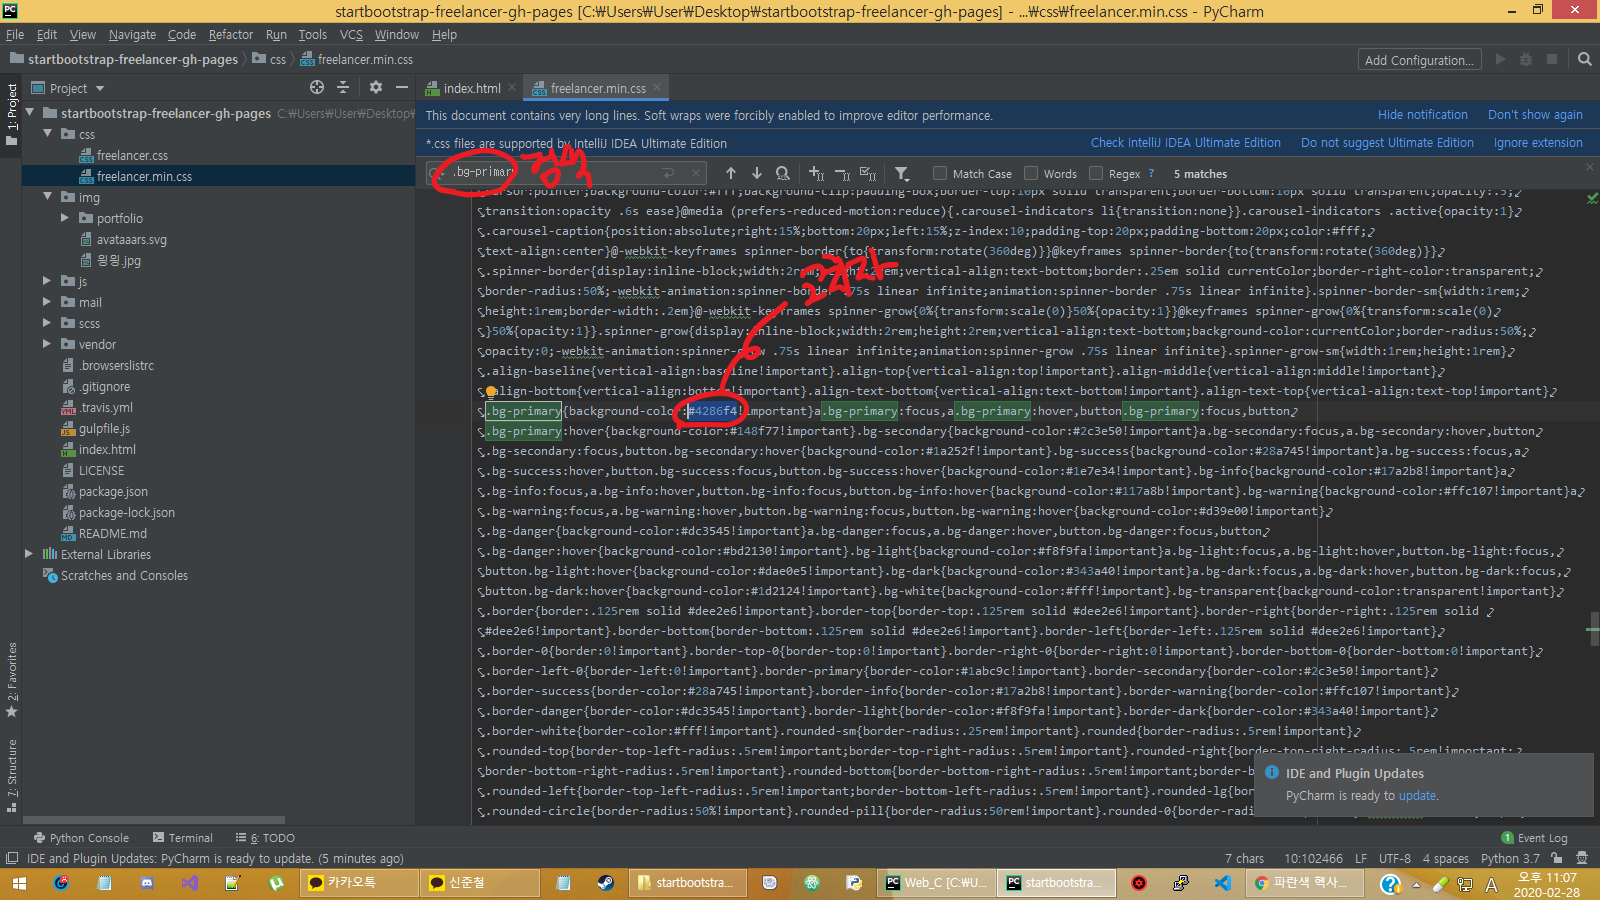 startbootstrap-freelancer-gh-pages [C:₩Users₩User₩Desktop₩startbootstrap-freelancer-gh-pages] - ...₩css₩freelancer.min.css - PyCharm
File Edit View Navigate Code Refactor Run Tools VCS Window Help
startbootstrap-freelancer-gh-pages css freelancer.min.css
Add Configuration...
1: Project
Project
index.html
freelancer.min.css
startbootstrap-freelancer-gh-pages C:₩Users₩User₩Desktop₩
css
freelancer.css
freelancer.min.css
img
portfolio
avataaars.svg
윙윙.jpg
js
mail
scss
vendor
.browserslistrc
.gitignore
.travis.yml
gulpfile.js
index.html
LICENSE
package.json
package-lock.json
README.md
External Libraries
Scratches and Consoles
2: Favorites
7: Structure
This document contains very long lines. Soft wraps were forcibly enabled to improve editor performance. Hide notification Don't show again
*.css files are supported by IntelliJ IDEA Ultimate Edition Check IntelliJ IDEA Ultimate Edition Do not suggest Ultimate Edition Ignore extension
.bg-primary 검색 Match Case Words Regex ? 5 matches
cursor:pointer;background-color:#fff;background-clip:padding-box;border-top:10px solid transparent;border-bottom:10px solid transparent;opacity:.5;
transition:opacity .6s ease}@media (prefers-reduced-motion:reduce){.carousel-indicators li{transition:none}}.carousel-indicators .active{opacity:1}
.carousel-caption{position:absolute;right:15%;bottom:20px;left:15%;z-index:10;padding-top:20px;padding-bottom:20px;color:#fff;
text-align:center}@-webkit-keyframes spinner-border{to{transform:rotate(360deg)}}@keyframes spinner-border{to{transform:rotate(360deg)}}
.spinner-border{display:inline-block;width:2rem;height:2rem;vertical-align:text-bottom;border:.25em solid currentColor;border-right-color:transparent;
border-radius:50%;-webkit-animation:spinner-border .75s linear infinite;animation:spinner-border .75s linear infinite}.spinner-border-sm{width:1rem;
height:1rem;border-width:.2em}@-webkit-keyframes spinner-grow{0%{transform:scale(0)}50%{opacity:1}}@keyframes spinner-grow{0%{transform:scale(0)
}50%{opacity:1}}.spinner-grow{display:inline-block;width:2rem;height:2rem;vertical-align:text-bottom;background-color:currentColor;border-radius:50%;
opacity:0;-webkit-animation:spinner-grow .75s linear infinite;animation:spinner-grow .75s linear infinite}.spinner-grow-sm{width:1rem;height:1rem}
.align-baseline{vertical-align:baseline!important}.align-top{vertical-align:top!important}.align-middle{vertical-align:middle!important}
.align-bottom{vertical-align:bottom!important}.align-text-bottom{vertical-align:text-bottom!important}.align-text-top{vertical-align:text-top!important}
.bg-primary{background-color:#4286f4!important}a.bg-primary:focus,a.bg-primary:hover,button.bg-primary:focus,button
.bg-primary:hover{background-color:#148f77!important}.bg-secondary{background-color:#2c3e50!important}a.bg-secondary:focus,a.bg-secondary:hover,button
.bg-secondary:focus,button.bg-secondary:hover{background-color:#1a252f!important}.bg-success{background-color:#28a745!important}a.bg-success:focus,a
.bg-success:hover,button.bg-success:focus,button.bg-success:hover{background-color:#1e7e34!important}.bg-info{background-color:#17a2b8!important}a
.bg-info:focus,a.bg-info:hover,button.bg-info:focus,button.bg-info:hover{background-color:#117a8b!important}.bg-warning{background-color:#ffc107!important}a
.bg-warning:focus,a.bg-warning:hover,button.bg-warning:focus,button.bg-warning:hover{background-color:#d39e00!important}
.bg-danger{background-color:#dc3545!important}a.bg-danger:focus,a.bg-danger:hover,button.bg-danger:focus,button
.bg-danger:hover{background-color:#bd2130!important}.bg-light{background-color:#f8f9fa!important}a.bg-light:focus,a.bg-light:hover,button.bg-light:focus,
button.bg-light:hover{background-color:#dae0e5!important}.bg-dark{background-color:#343a40!important}a.bg-dark:focus,a.bg-dark:hover,button.bg-dark:focus,
button.bg-dark:hover{background-color:#1d2124!important}.bg-white{background-color:#fff!important}.bg-transparent{background-color:transparent!important}
.border{border:.125rem solid #dee2e6!important}.border-top{border-top:.125rem solid #dee2e6!important}.border-right{border-right:.125rem solid
#dee2e6!important}.border-bottom{border-bottom:.125rem solid #dee2e6!important}.border-left{border-left:.125rem solid #dee2e6!important}
.border-0{border:0!important}.border-top-0{border-top:0!important}.border-right-0{border-right:0!important}.border-bottom-0{border-bottom:0!important}
.border-left-0{border-left:0!important}.border-primary{border-color:#1abc9c!important}.border-secondary{border-color:#2c3e50!important}
.border-success{border-color:#28a745!important}.border-info{border-color:#17a2b8!important}.border-warning{border-color:#ffc107!important}
.border-danger{border-color:#dc3545!important}.border-light{border-color:#f8f9fa!important}.border-dark{border-color:#343a40!important}
.border-white{border-color:#fff!important}.rounded-sm{border-radius:.25rem!important}.rounded{border-radius:.5rem!important}
.rounded-top{border-top-left-radius:.5rem!important;border-top-right-radius:.5rem!important}.rounded-right{border-top-right-radius:.5rem!important;
border-bottom-right-radius:.5rem!important}.rounded-bottom{border-bottom-right-radius:.5rem!important;border-b
.rounded-left{border-top-left-radius:.5rem!important;border-bottom-left-radius:.5rem!important}.rounded-lg{bor
.rounded-circle{border-radius:50%!important}.rounded-pill{border-radius:50rem!important}.rounded-0{border-radi
IDE and Plugin Updates
PyCharm is ready to update.
Python Console Terminal 6: TODO 1 Event Log
IDE and Plugin Updates: PyCharm is ready to update. (5 minutes ago) 7 chars 10:102466 LF UTF-8 4 spaces Python 3.7
카카오톡 신준철 startbootstra... Web_C [C:₩U... startbootstra... 파란색 헥사... A 오후 11:07
2020-02-28